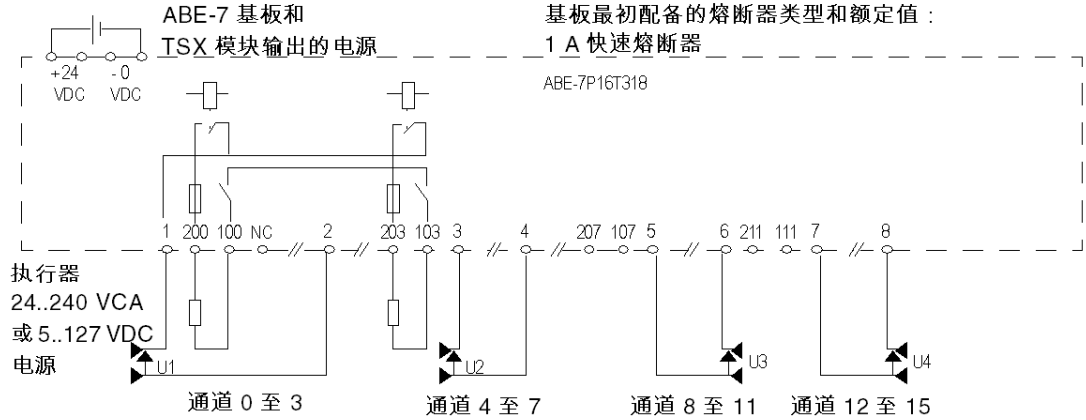 ABE-7 基板和
TSX 模块输出的电源
基板最初配备的熔断器类型和额定值：
1 A 快速熔断器
+24 VDC
- 0 VDC
ABE-7P16T318
1 200 100 NC 2 203 103 3 4 207 107 5 6 211 111 7 8
执行器
24..240 VCA
或 5..127 VDC
电源
U1 U2 U3 U4
通道 0 至 3 通道 4 至 7 通道 8 至 11 通道 12 至 15